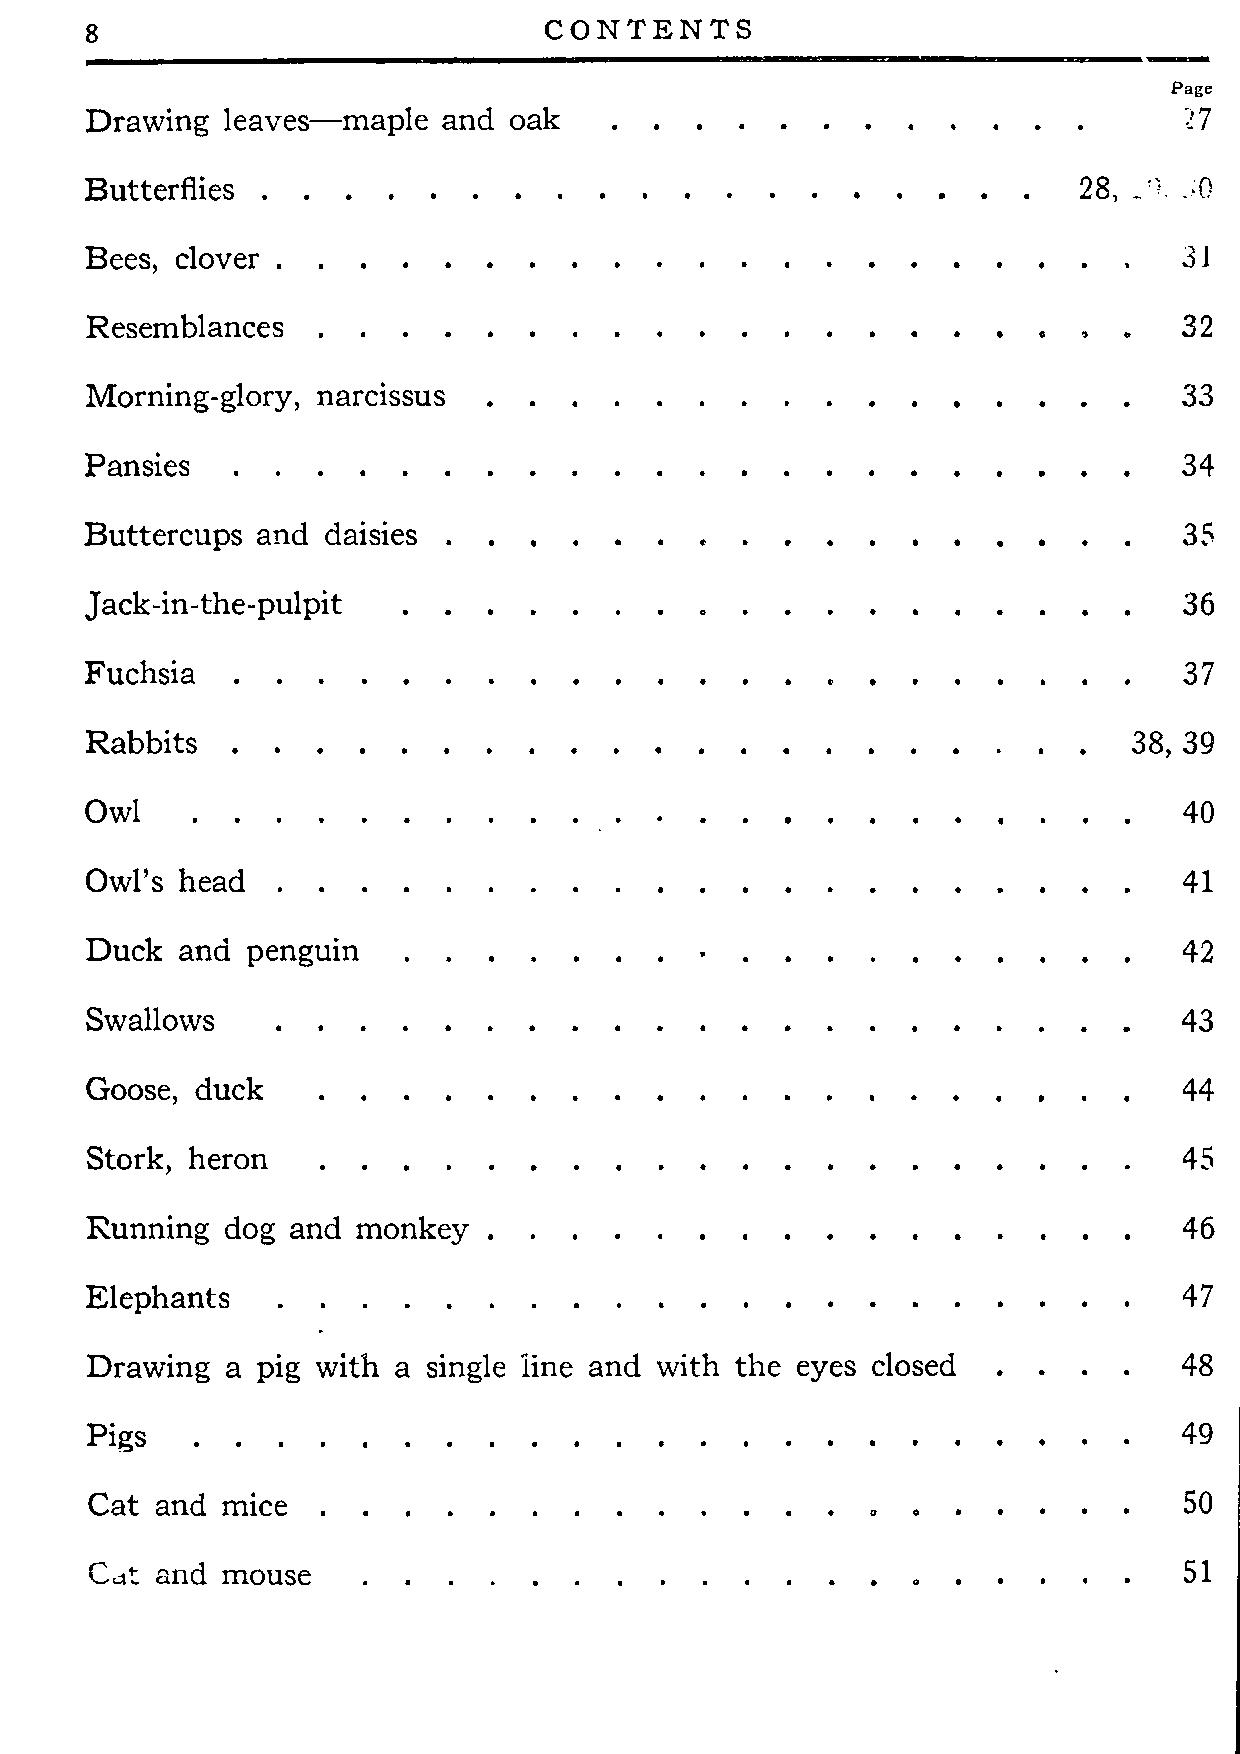 8 CONTENTS
Page
Drawing leaves—maple and oak . . . . . . . . . . . . 27
Butterflies . . . . . . . . . . . . . . . . . . . 28, 
Bees, clover . . . . . . . . . . . . . . . . . . . . . 31
Resemblances . . . . . . . . . . . . . . . . . . . . 32
Morning-glory, narcissus . . . . . . . . . . . . . . . . 33
Pansies . . . . . . . . . . . . . . . . . . . . . . 34
Buttercups and daisies . . . . . . . . . . . . . . . . . 35
Jack-in-the-pulpit . . . . . . . . . . . . . . . . . . 36
Fuchsia . . . . . . . . . . . . . . . . . . . . . . 37
Rabbits . . . . . . . . . . . . . . . . . . . . . 38, 39
Owl . . . . . . . . . . . . . . . . . . . . . . . 40
Owl's head . . . . . . . . . . . . . . . . . . . . . 41
Duck and penguin . . . . . . . . . . . . . . . . . . 42
Swallows . . . . . . . . . . . . . . . . . . . . . 43
Goose, duck . . . . . . . . . . . . . . . . . . . . 44
Stork, heron . . . . . . . . . . . . . . . . . . . . 45
Running dog and monkey . . . . . . . . . . . . . . . . 46
Elephants . . . . . . . . . . . . . . . . . . . . . 47
Drawing a pig with a single line and with the eyes closed . . . . 48
Pigs . . . . . . . . . . . . . . . . . . . . . . . 49
Cat and mice . . . . . . . . . . . . . . . . . . . . 50
Cat and mouse . . . . . . . . . . . . . . . . . . . 51